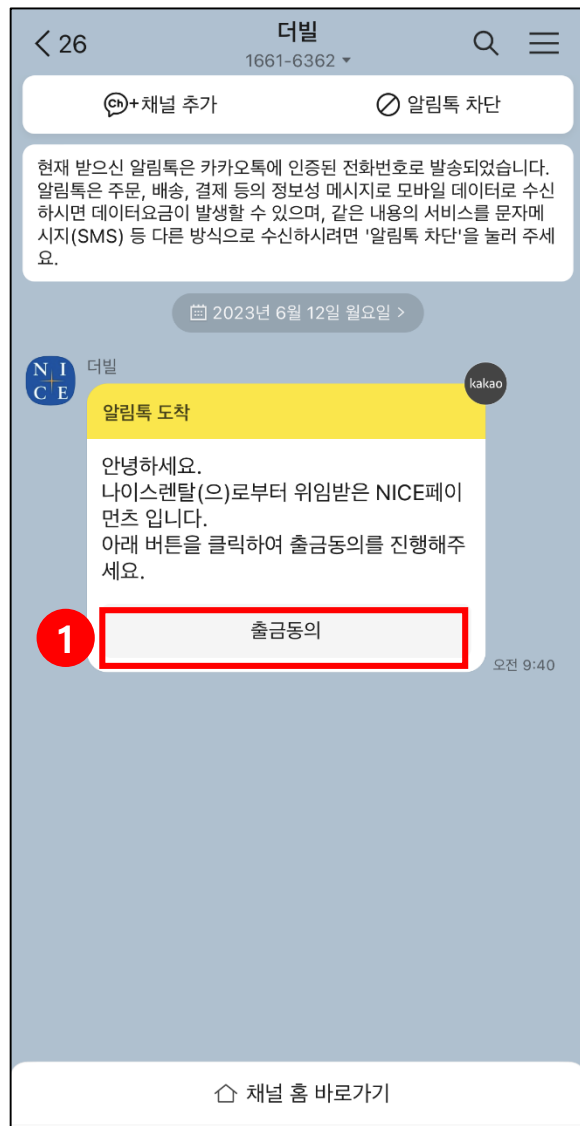 26
더빌
1661-6362
Ch+채널 추가
알림톡 차단
현재 받으신 알림톡은 카카오톡에 인증된 전화번호로 발송되었습니다.
알림톡은 주문, 배송, 결제 등의 정보성 메시지로 모바일 데이터로 수신
하시면 데이터요금이 발생할 수 있으며, 같은 내용의 서비스를 문자메
시지(SMS) 등 다른 방식으로 수신하시려면 '알림톡 차단'을 눌러 주세
요.
2023년 6월 12일 월요일 >
N I
C E
더빌
kakao
알림톡 도착
안녕하세요.
나이스렌탈(으)로부터 위임받은 NICE페이
먼츠 입니다.
아래 버튼을 클릭하여 출금동의를 진행해주
세요.
1
출금동의
오전 9:40
채널 홈 바로가기